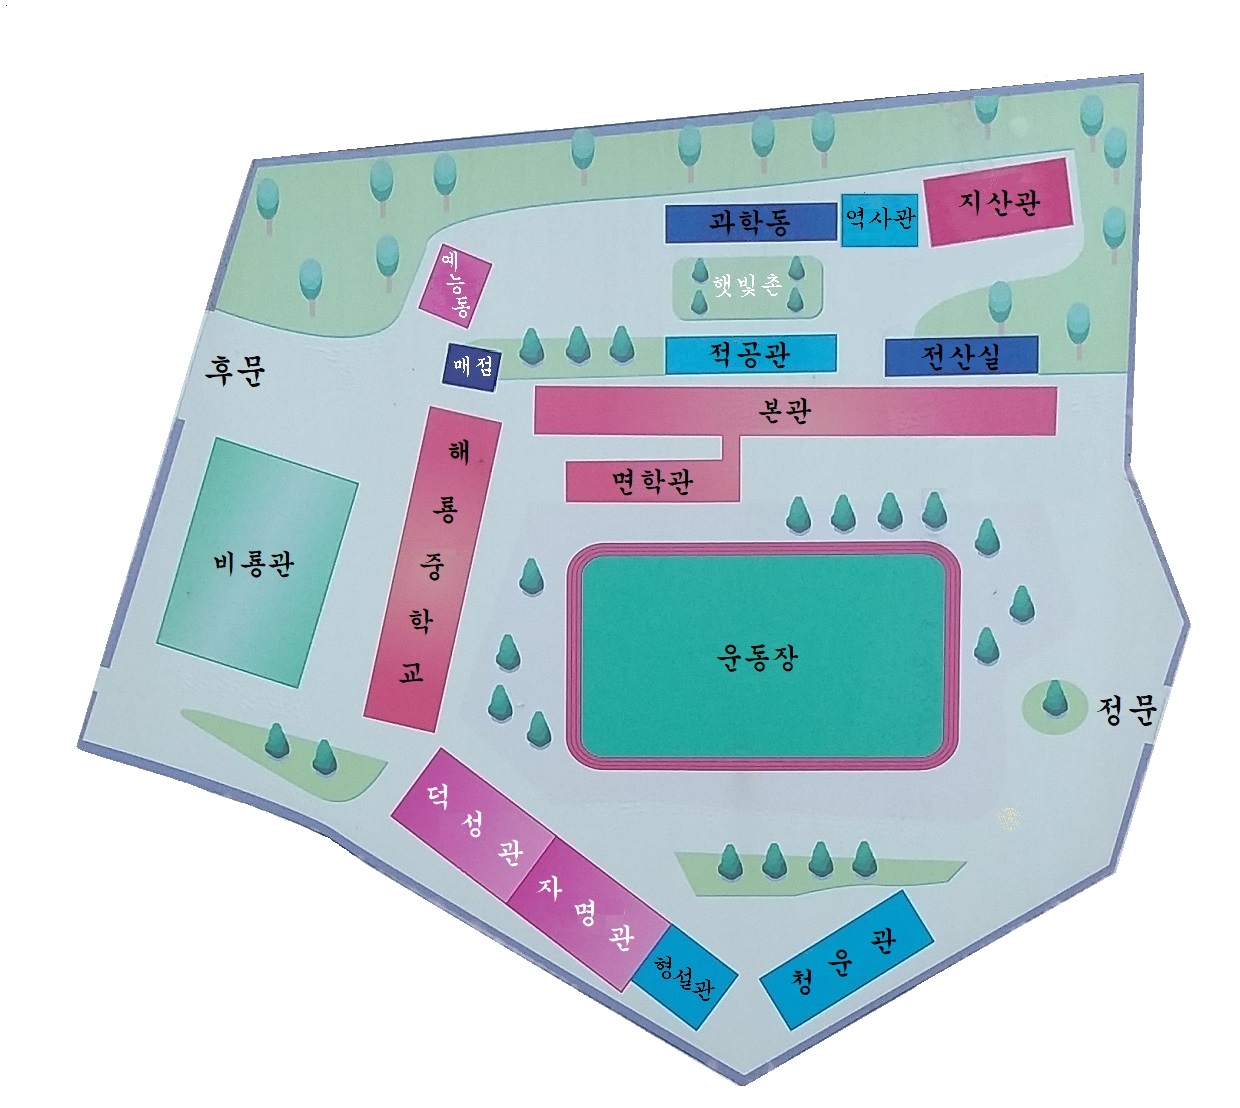 지산관
과학동
역사관
예능동
햇빛촌
매점
적공관
전산실
후문
본관
해룡중학교
면학관
비룡관
운동장
정문
덕성관
자명관
형설관
청운관